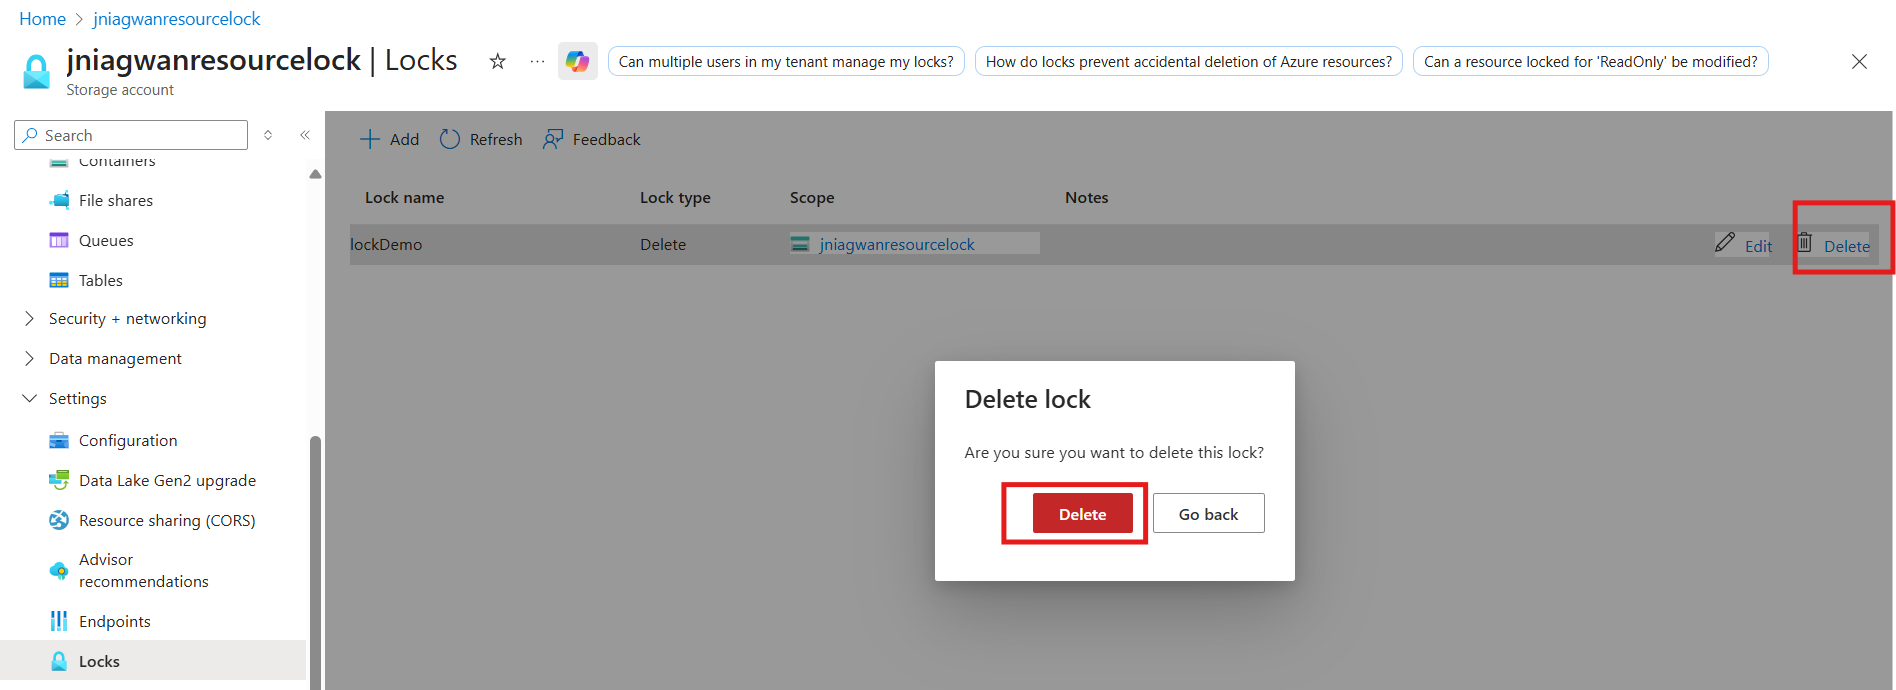 Home > jniagwanresourcelock
jniagwanresourcelock | Locks
Can multiple users in my tenant manage my locks?
How do locks prevent accidental deletion of Azure resources?
Can a resource locked for 'ReadOnly' be modified?
Storage account
Search
Containers
File shares
Queues
Tables
Security + networking
Data management
Settings
Configuration
Data Lake Gen2 upgrade
Resource sharing (CORS)
Advisor
recommendations
Endpoints
Locks
Add Refresh Feedback
Lock name Lock type Scope Notes
lockDemo Delete jniagwanresourcelock Edit Delete
Delete lock
Are you sure you want to delete this lock?
Delete Go back